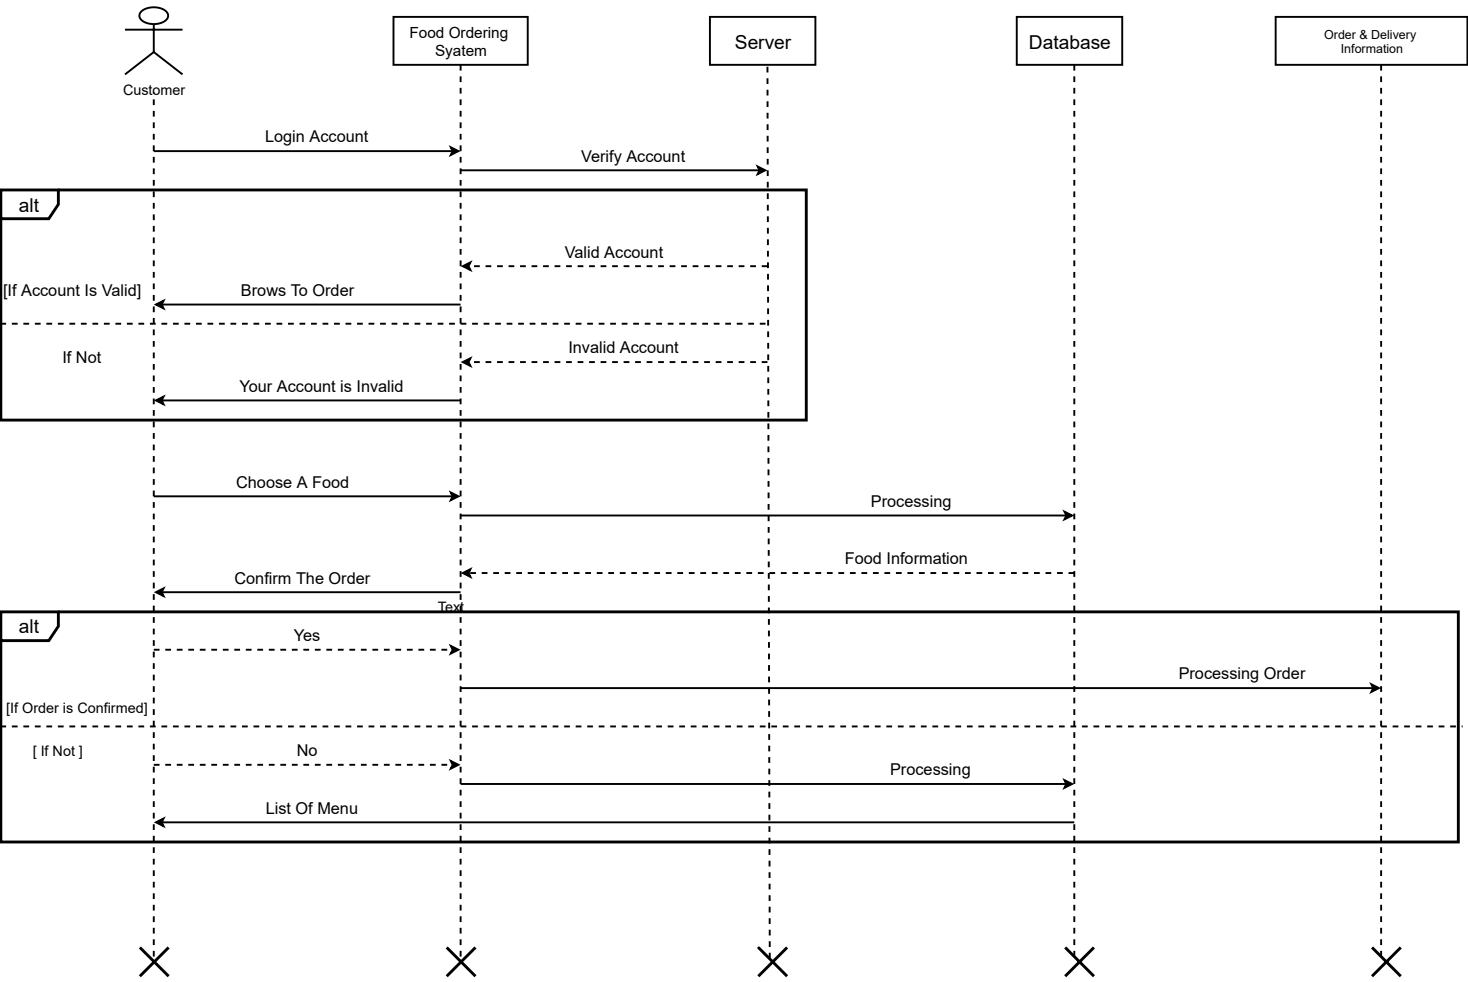 Customer
Food Ordering
Syatem
Server
Database
Order & Delivery
Information
Login Account
Verify Account
alt
Valid Account
[If Account Is Valid]
Brows To Order
Invalid Account
If Not
Your Account is Invalid
Choose A Food
Processing
Food Information
Confirm The Order
Text
alt
Yes
Processing Order
[If Order is Confirmed]
[ If Not ]
No
Processing
List Of Menu